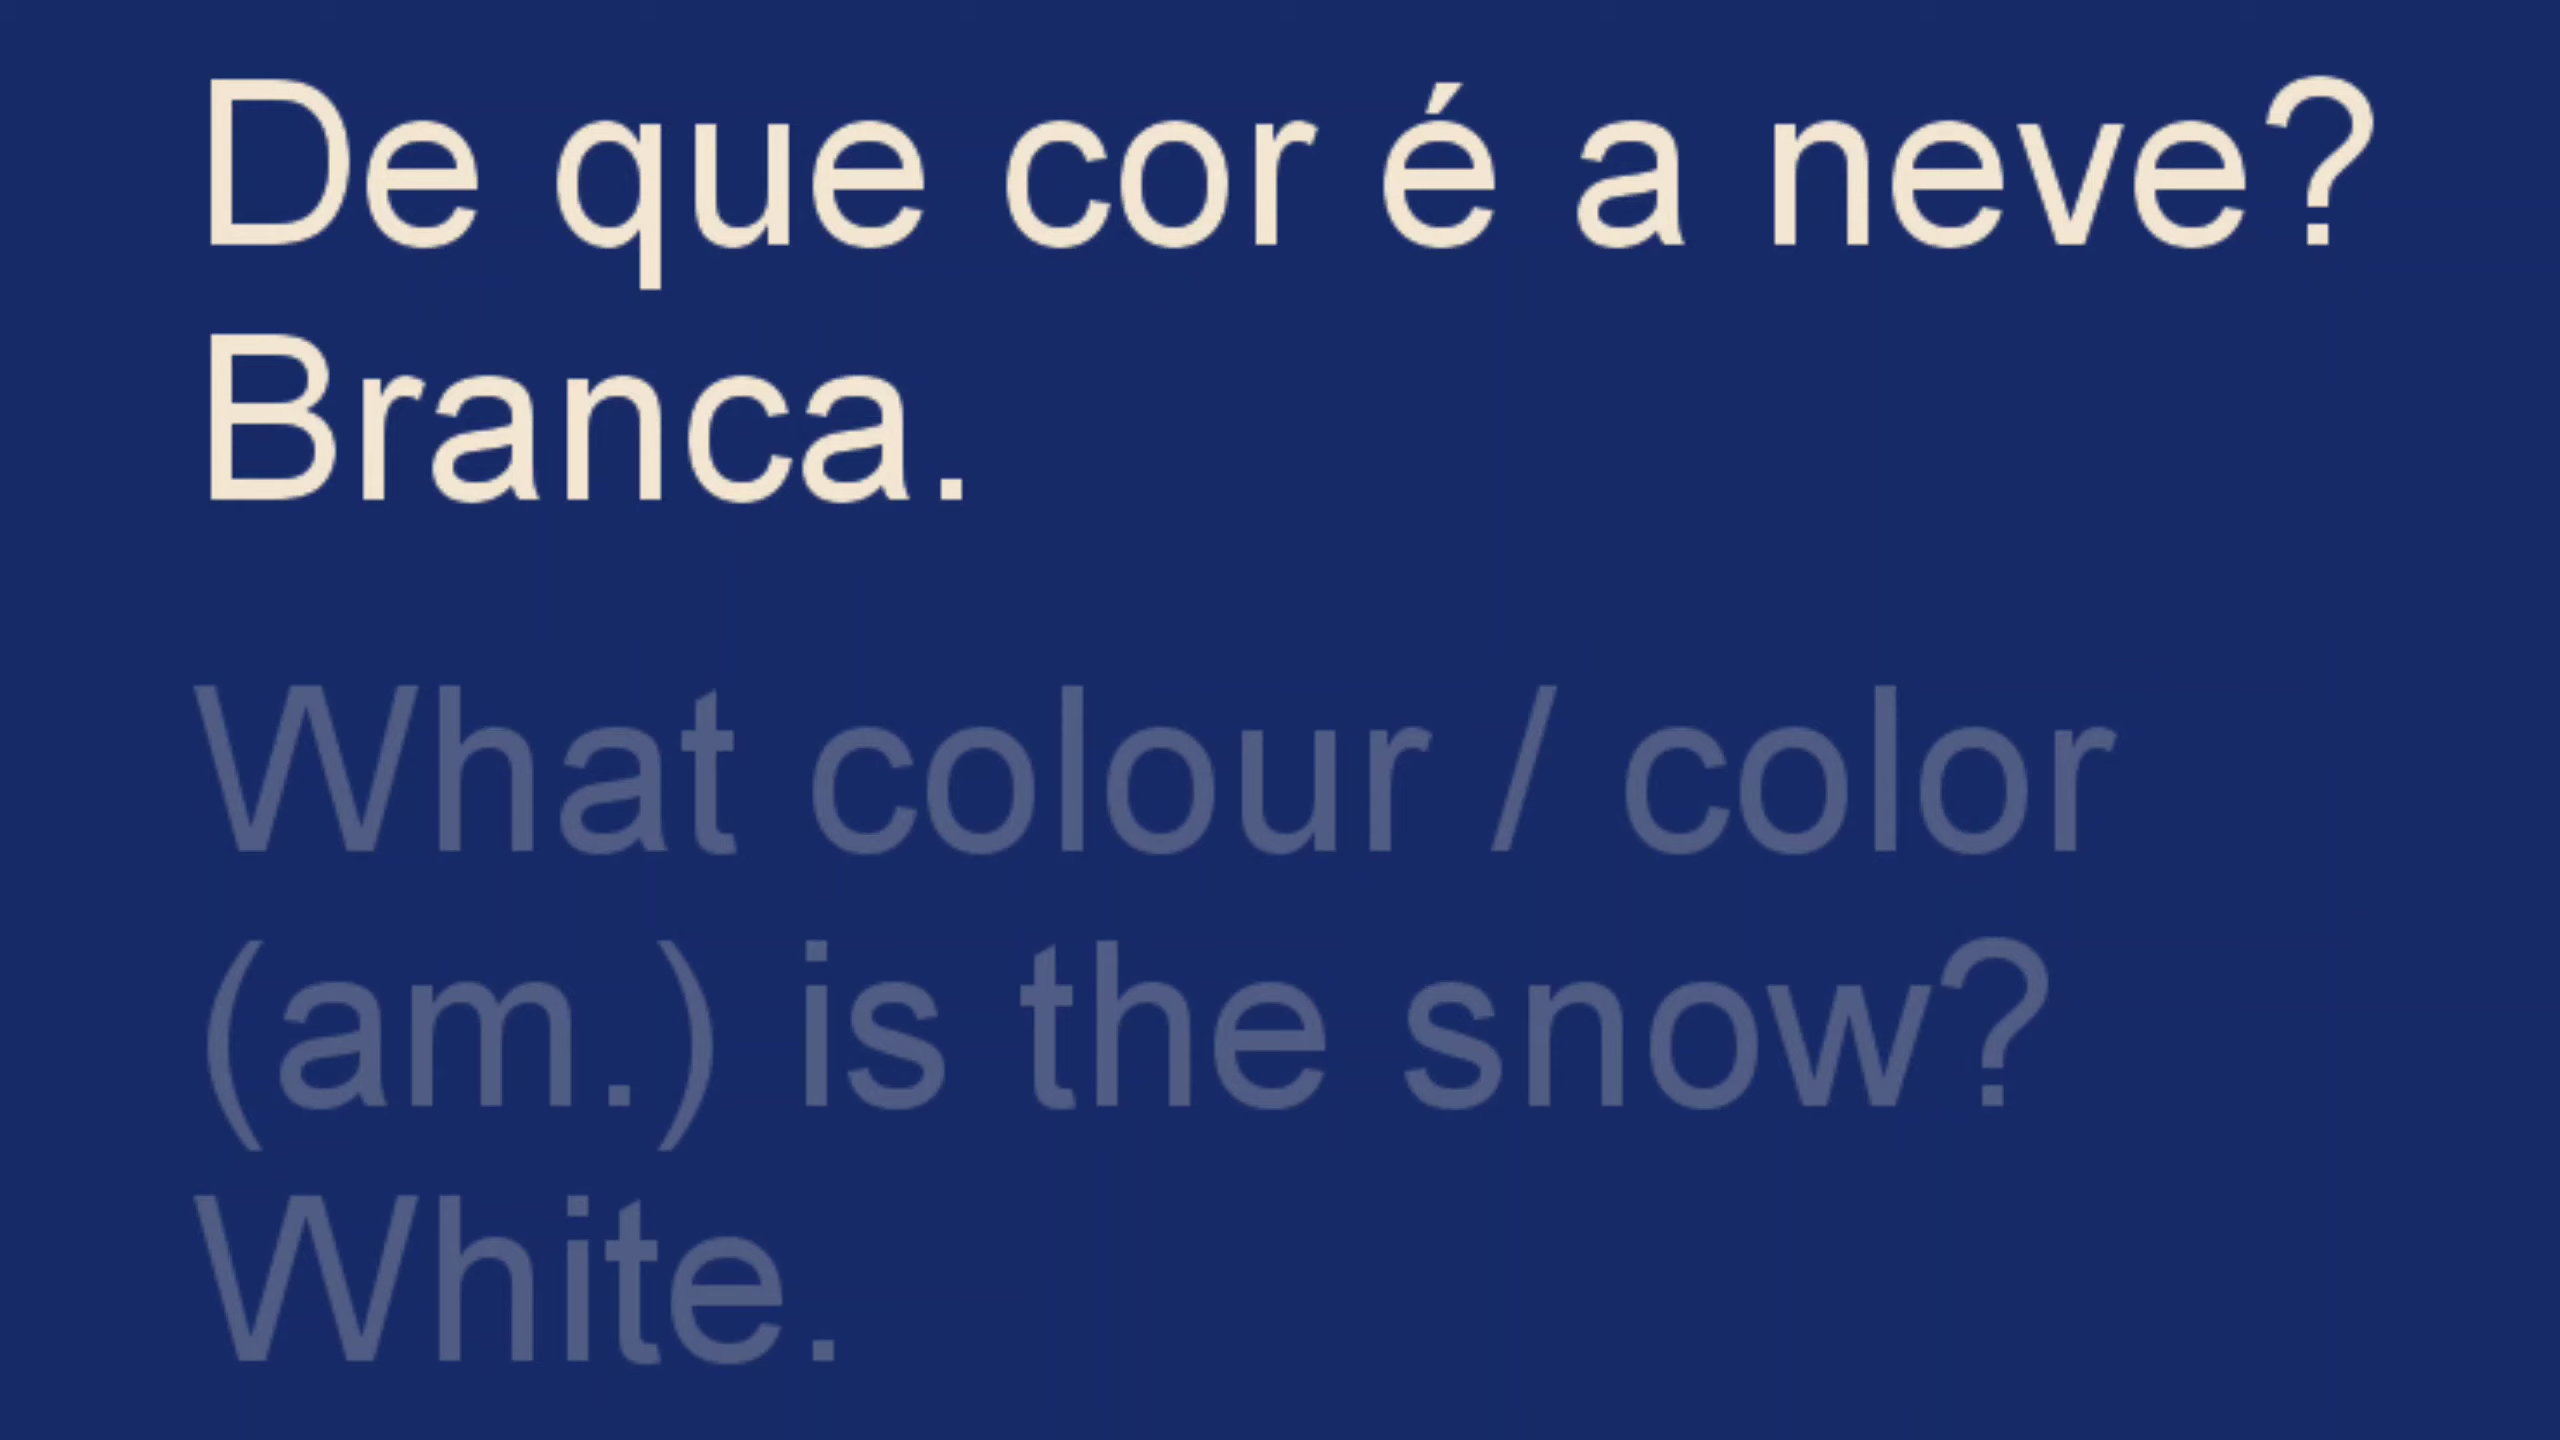 De que cor é a neve?
Branca.
What colour / color
(am.) is the snow?
White.